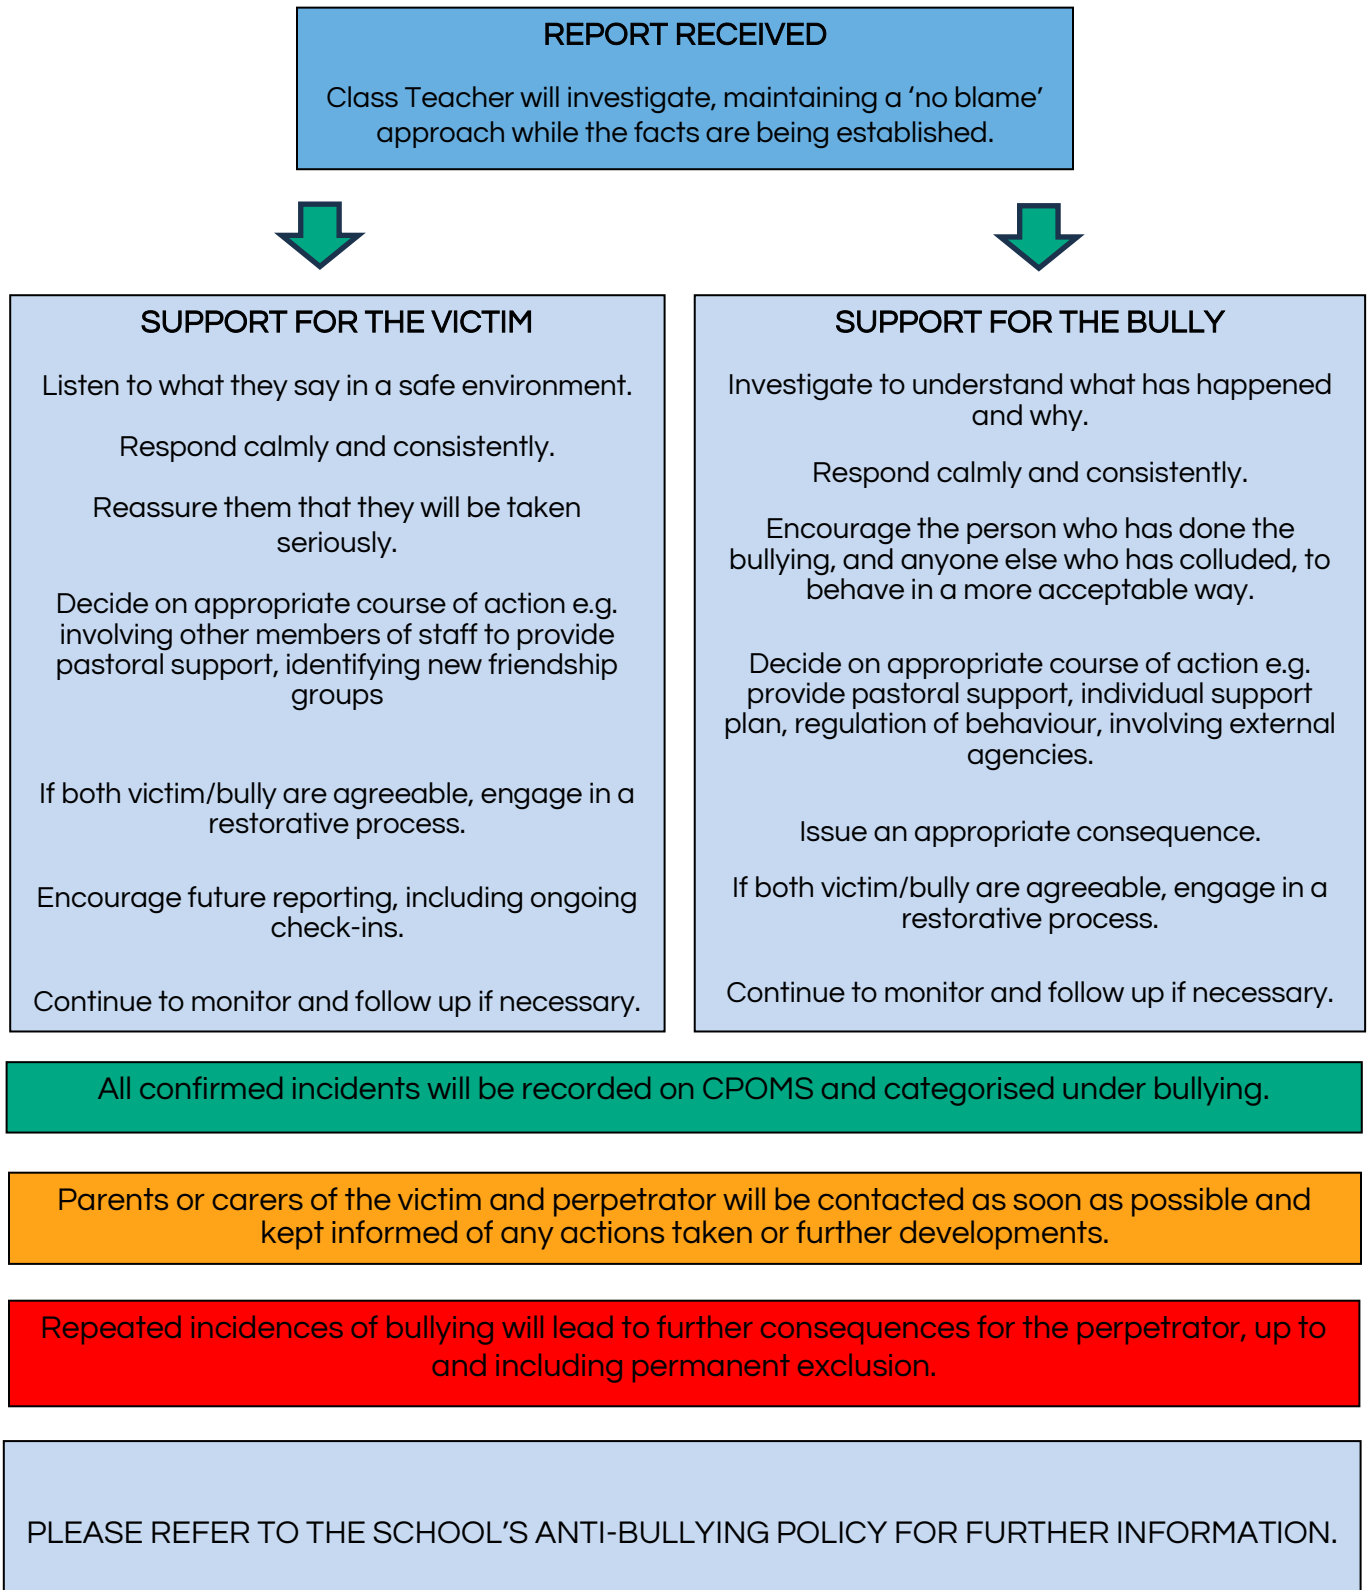 REPORT RECEIVED
Class Teacher will investigate, maintaining a ‘no blame’
approach while the facts are being established.
SUPPORT FOR THE VICTIM
Listen to what they say in a safe environment.
Respond calmly and consistently.
Reassure them that they will be taken
seriously.
Decide on appropriate course of action e.g.
involving other members of staff to provide
pastoral support, identifying new friendship
groups
If both victim/bully are agreeable, engage in a
restorative process.
Encourage future reporting, including ongoing
check-ins.
Continue to monitor and follow up if necessary.
SUPPORT FOR THE BULLY
Investigate to understand what has happened
and why.
Respond calmly and consistently.
Encourage the person who has done the
bullying, and anyone else who has colluded, to
behave in a more acceptable way.
Decide on appropriate course of action e.g.
provide pastoral support, individual support
plan, regulation of behaviour, involving external
agencies.
Issue an appropriate consequence.
If both victim/bully are agreeable, engage in a
restorative process.
Continue to monitor and follow up if necessary.
All confirmed incidents will be recorded on CPOMS and categorised under bullying.
Parents or carers of the victim and perpetrator will be contacted as soon as possible and
kept informed of any actions taken or further developments.
Repeated incidences of bullying will lead to further consequences for the perpetrator, up to
and including permanent exclusion.
PLEASE REFER TO THE SCHOOL’S ANTI-BULLYING POLICY FOR FURTHER INFORMATION.